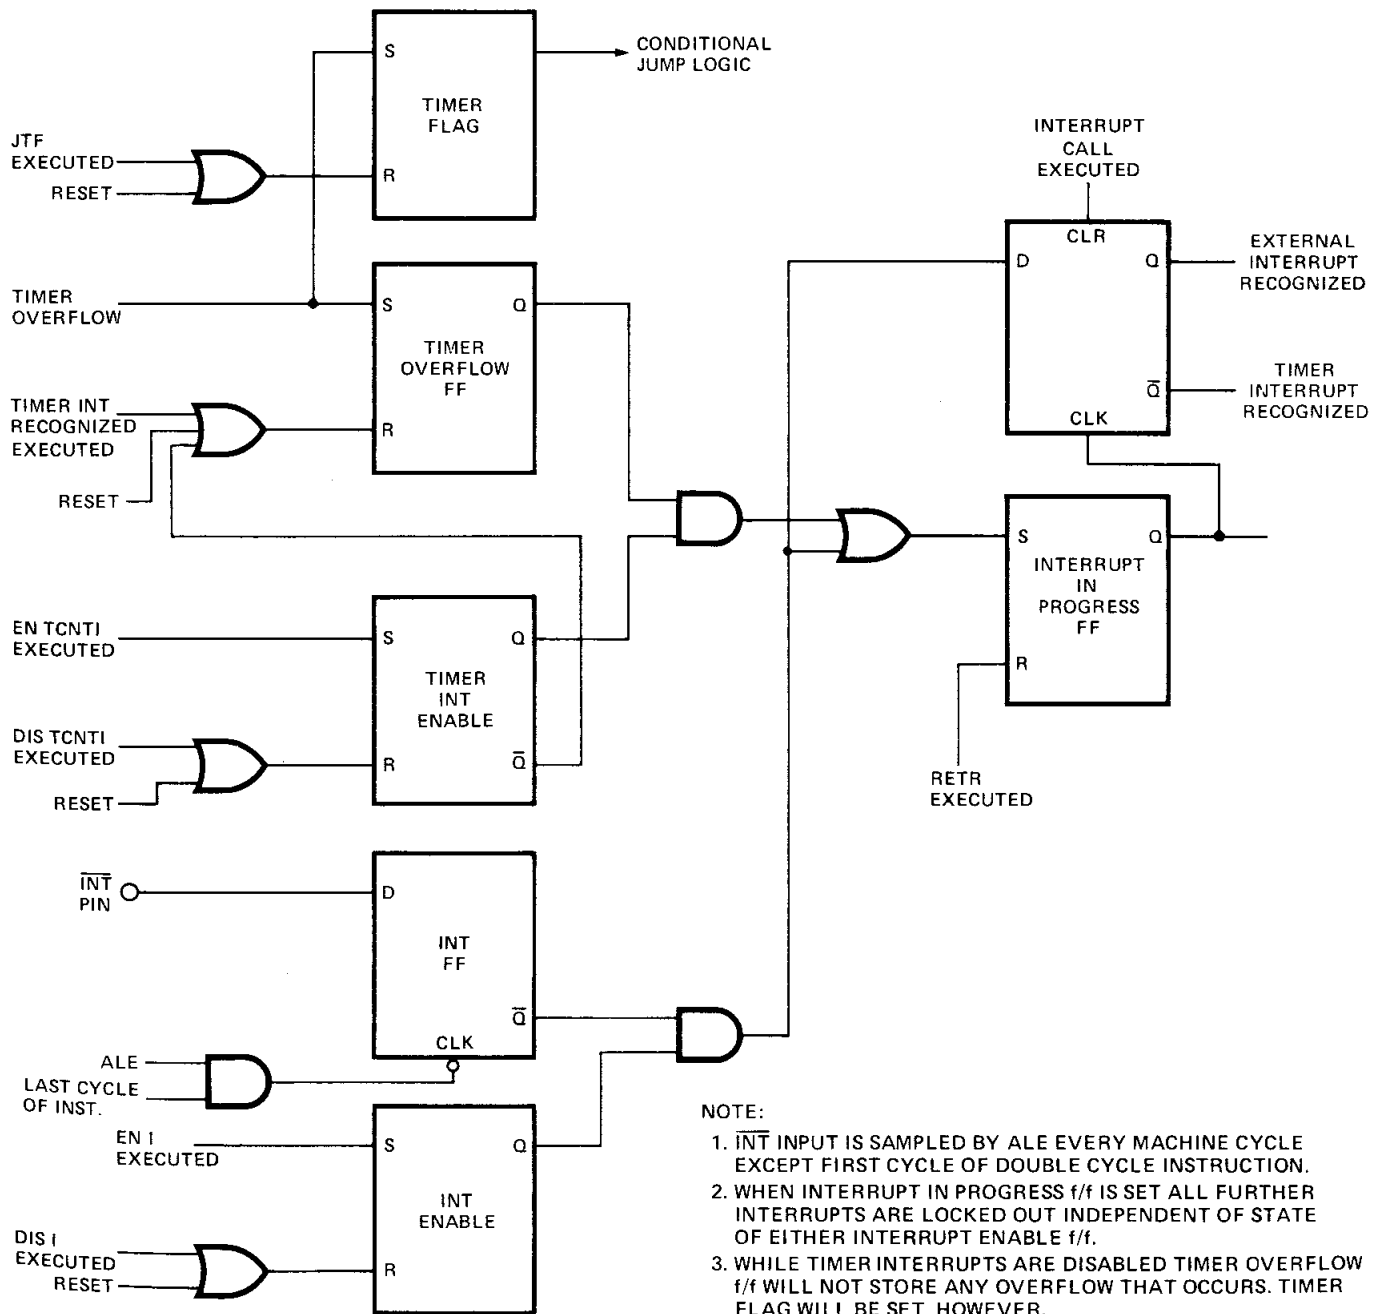 S
TIMER
FLAG
R
CONDITIONAL
JUMP LOGIC
JTF
EXECUTED
RESET
INTERRUPT
CALL
EXECUTED
CLR
D
Q
Q̅
CLK
EXTERNAL
INTERRUPT
RECOGNIZED
TIMER
INTERRUPT
RECOGNIZED
TIMER
OVERFLOW
S
Q
TIMER
OVERFLOW
FF
R
TIMER INT
RECOGNIZED
EXECUTED
RESET
S
Q
INTERRUPT
IN
PROGRESS
FF
R
RETR
EXECUTED
EN TCNTI
EXECUTED
S
Q
TIMER
INT
ENABLE
R
Q̅
DIS TCNTI
EXECUTED
RESET
I̅N̅T̅
PIN
D
INT
FF
Q̅
CLK
ALE
LAST CYCLE
OF INST.
EN I
EXECUTED
S
Q
INT
ENABLE
R
DIS I
EXECUTED
RESET
NOTE:
1. I̅N̅T̅ INPUT IS SAMPLED BY ALE EVERY MACHINE CYCLE
EXCEPT FIRST CYCLE OF DOUBLE CYCLE INSTRUCTION.
2. WHEN INTERRUPT IN PROGRESS f/f IS SET ALL FURTHER
INTERRUPTS ARE LOCKED OUT INDEPENDENT OF STATE
OF EITHER INTERRUPT ENABLE f/f.
3. WHILE TIMER INTERRUPTS ARE DISABLED TIMER OVERFLOW
f/f WILL NOT STORE ANY OVERFLOW THAT OCCURS. TIMER
FLAG WILL BE SET, HOWEVER.